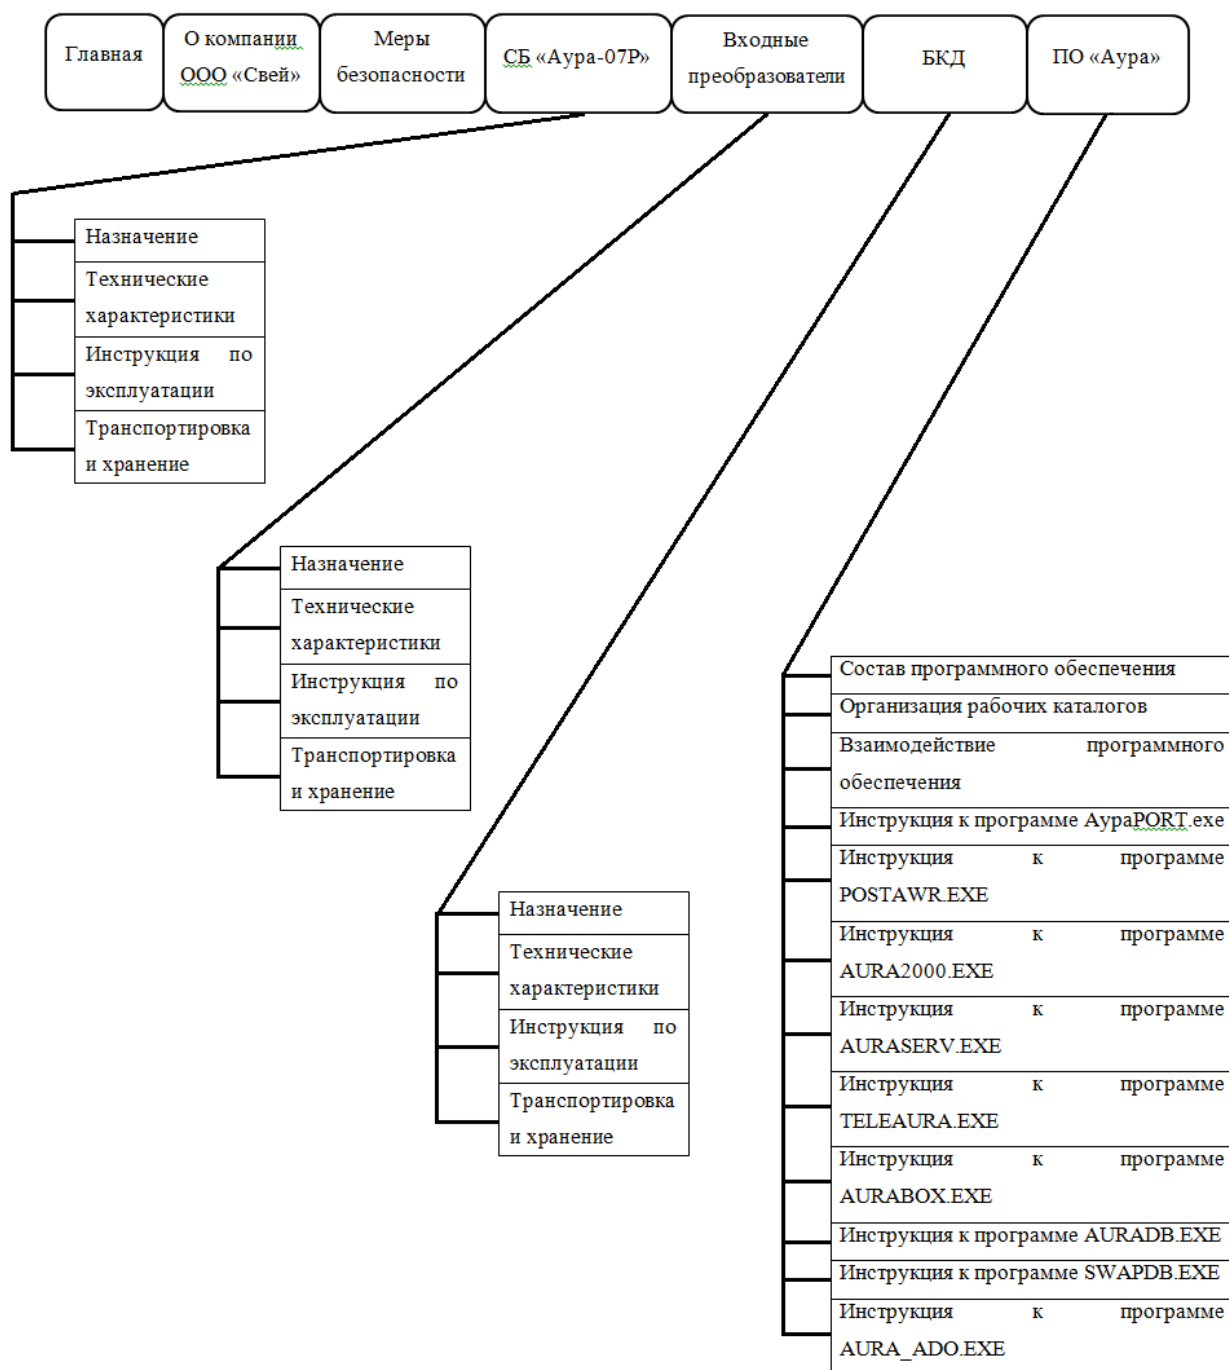 Главная
О компании
ООО «Свей»
Меры
безопасности
СБ «Аура-07Р»
Входные
преобразователи
БКД
ПО «Аура»
Назначение
Технические
характеристики
Инструкция по
эксплуатации
Транспортировка
и хранение
Назначение
Технические
характеристики
Инструкция по
эксплуатации
Транспортировка
и хранение
Назначение
Технические
характеристики
Инструкция по
эксплуатации
Транспортировка
и хранение
Состав программного обеспечения
Организация рабочих каталогов
Взаимодействие программного
обеспечения
Инструкция к программе АураPORT.exe
Инструкция к программе
POSTAWR.EXE
Инструкция к программе
AURA2000.EXE
Инструкция к программе
AURASERV.EXE
Инструкция к программе
TELEAURA.EXE
Инструкция к программе
AURABOX.EXE
Инструкция к программе AURADB.EXE
Инструкция к программе SWAPDB.EXE
Инструкция к программе
AURA_ADO.EXE